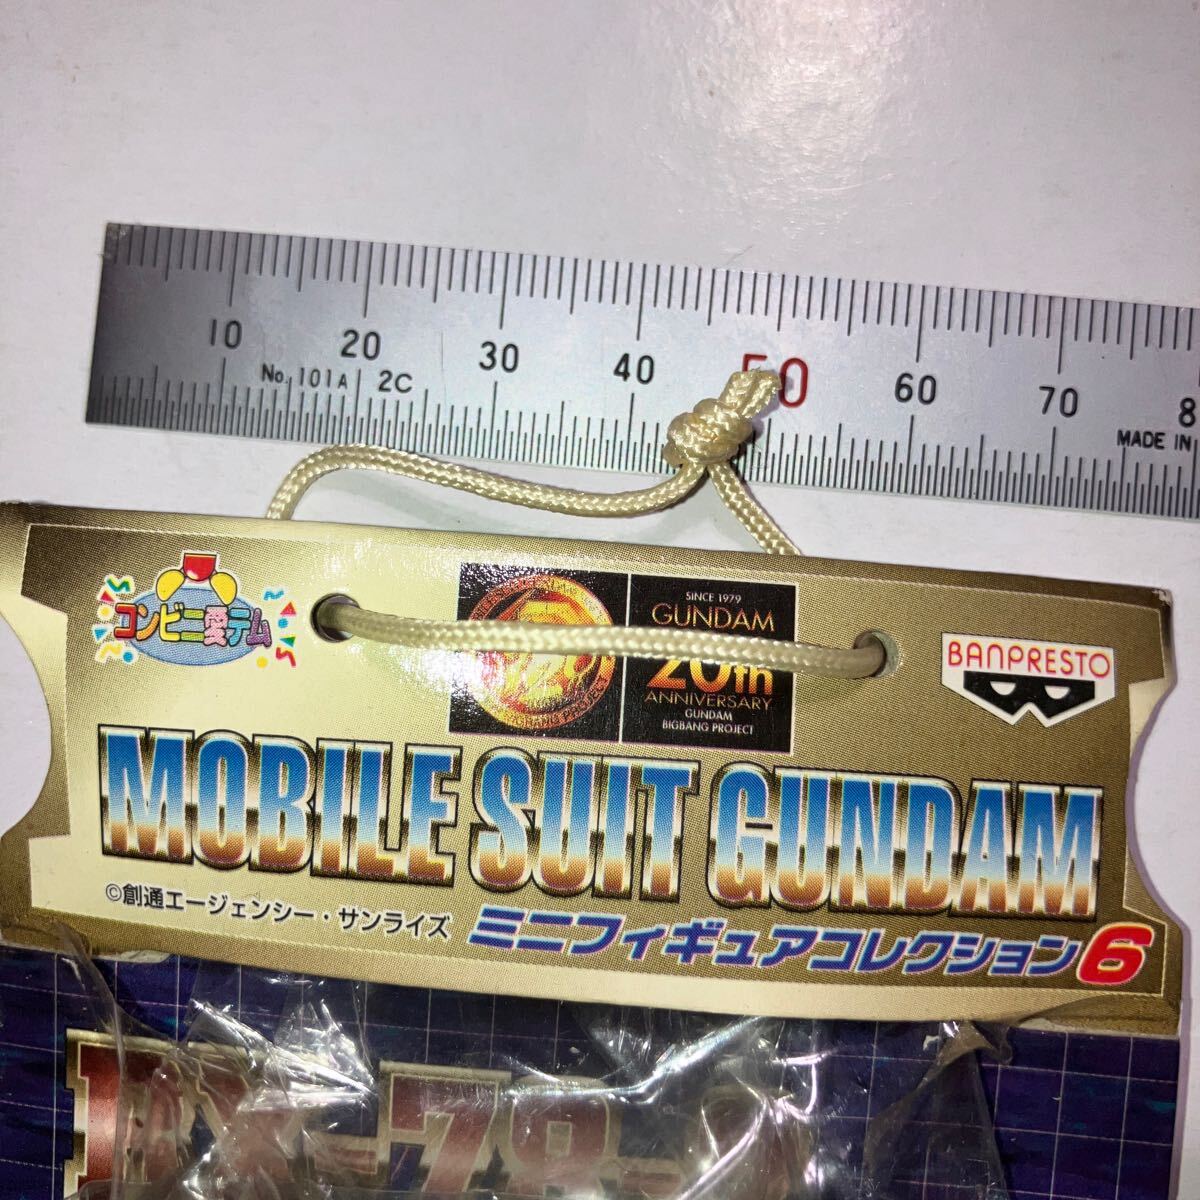 10 20 30 40 50 60 70 8
No. 101A 2C
MADE IN
コンビニ愛テム
SINCE 1979
GUNDAM
20th
ANNIVERSARY
GUNDAM
BIGBANG PROJECT
BANPRESTO
MOBILE SUIT GUNDAM
©創通エージェンシー・サンライズ
ミニフィギュアコレクション6
RX-78-